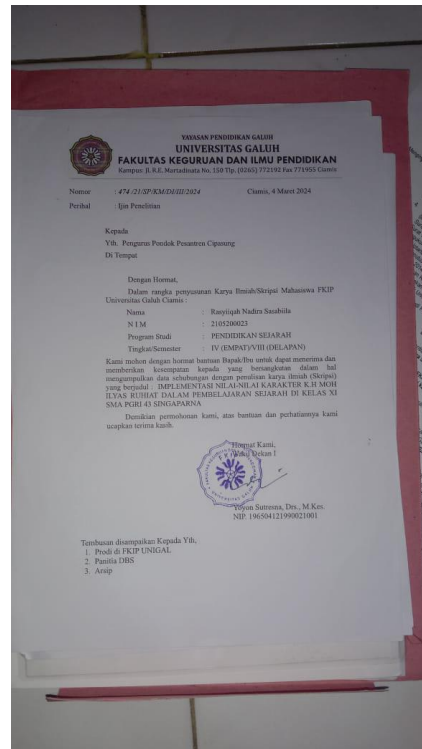 YAYASAN PENDIDIKAN GALUH
UNIVERSITAS GALUH
FAKULTAS KEGURUAN DAN ILMU PENDIDIKAN
Kampus: Jl. R.E. Martadinata No. 150 Tlp. (0265) 772192 Fax 771955 Ciamis
Nomor : 474 /21/SP/KM/DI/III/2024 Ciamis, 4 Maret 2024
Perihal : Ijin Penelitian
Kepada
Yth. Pengurus Pondok Pesantren Cipasung
Di Tempat
Dengan Hormat,
Dalam rangka penyusunan Karya Ilmiah/Skripsi Mahasiswa FKIP
Universitas Galuh Ciamis :
Nama : Rasyiiqah Nadira Sasabiila
N I M : 2105200023
Program Studi : PENDIDIKAN SEJARAH
Tingkat/Semester : IV (EMPAT)/VIII (DELAPAN)
Kami mohon dengan hormat bantuan Bapak/Ibu untuk dapat menerima dan
memberikan kesempatan kepada yang bersangkutan dalam hal
mengumpulkan data sehubungan dengan penulisan karya ilmiah (Skripsi)
yang berjudul : IMPLEMENTASI NILAI-NILAI KARAKTER K.H MOH
ILYAS RUHIAT DALAM PEMBELAJARAN SEJARAH DI KELAS XI
SMA PGRI 43 SINGAPARNA
Demikian permohonan kami, atas bantuan dan perhatiannya kami
ucapkan terima kasih.
Hormat Kami,
Wakil Dekan I
Yoyon Sutresna, Drs., M.Kes.
NIP. 196504121990021001
Tembusan disampaikan Kepada Yth,
1. Prodi di FKIP UNIGAL
2. Panitia DBS
3. Arsip